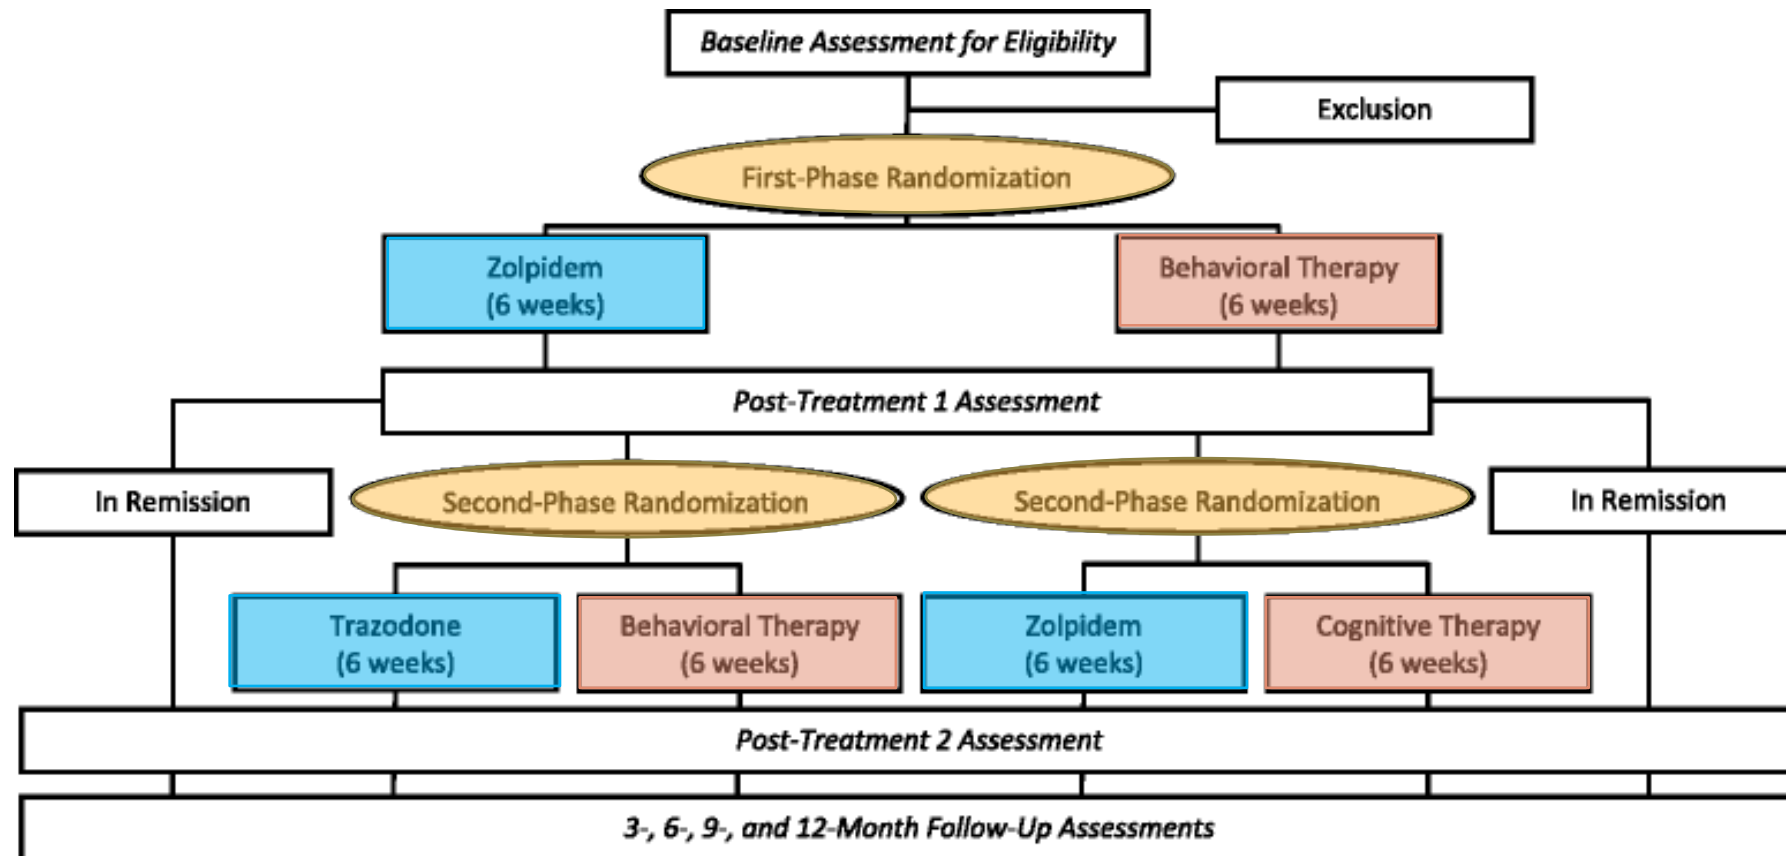 Baseline Assessment for Eligibility
Exclusion
First-Phase Randomization
Zolpidem
(6 weeks)
Behavioral Therapy
(6 weeks)
Post-Treatment 1 Assessment
In Remission
Second-Phase Randomization
Second-Phase Randomization
In Remission
Trazodone
(6 weeks)
Behavioral Therapy
(6 weeks)
Zolpidem
(6 weeks)
Cognitive Therapy
(6 weeks)
Post-Treatment 2 Assessment
3-, 6-, 9-, and 12-Month Follow-Up Assessments